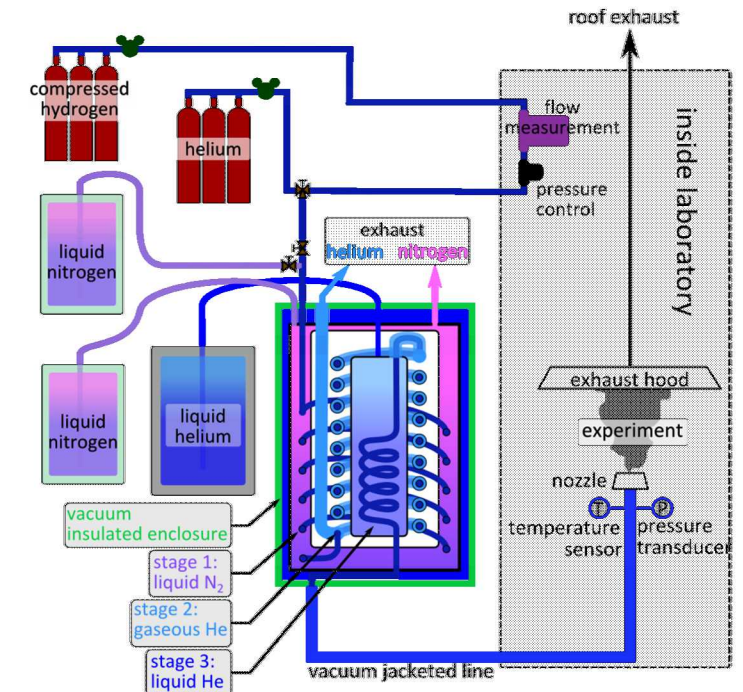 roof exhaust
compressed
hydrogen
helium
flow
measurement
pressure
control
inside laboratory
liquid
nitrogen
exhaust
helium nitrogen
liquid
nitrogen
liquid
helium
exhaust hood
experiment
nozzle
T
P
temperature
sensor
pressure
transducer
vacuum
insulated enclosure
stage 1:
liquid N₂
stage 2:
gaseous He
stage 3:
liquid He
vacuum jacketed line